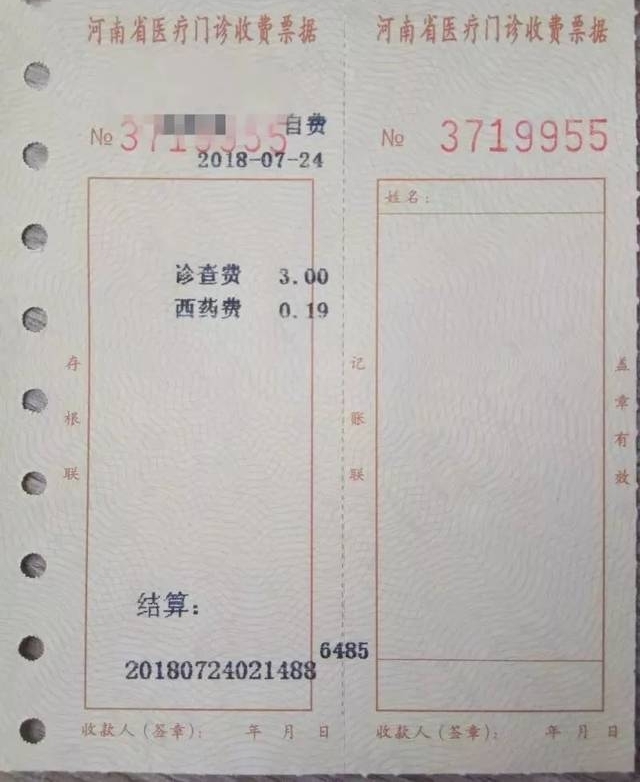 河南省医疗门诊收费票据
自费
№ 3719955
2018-07-24
诊查费 3.00
西药费 0.19
存根联
结算：
6485
20180724021488
收款人（签章）： 年 月 日
河南省医疗门诊收费票据
№ 3719955
姓名：
记账联
盖章有效
收款人（签章）： 年 月 日